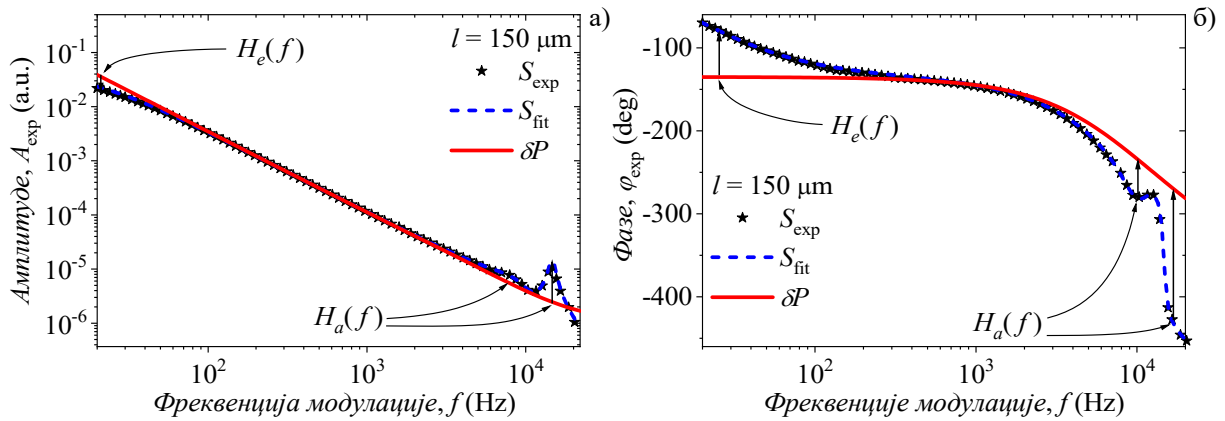 а)
Амплитуде, A_exp (a.u.)
10^-1
10^-2
10^-3
10^-4
10^-5
10^-6
H_e(f)
l = 150 μm
S_exp
S_fit
δP
H_a(f)
10^2
10^3
10^4
Фреквенција модулације, f (Hz)
б)
Фазе, φ_exp (deg)
-100
-200
-300
-400
H_e(f)
l = 150 μm
S_exp
S_fit
δP
H_a(f)
10^2
10^3
10^4
Фреквенције модулације, f (Hz)